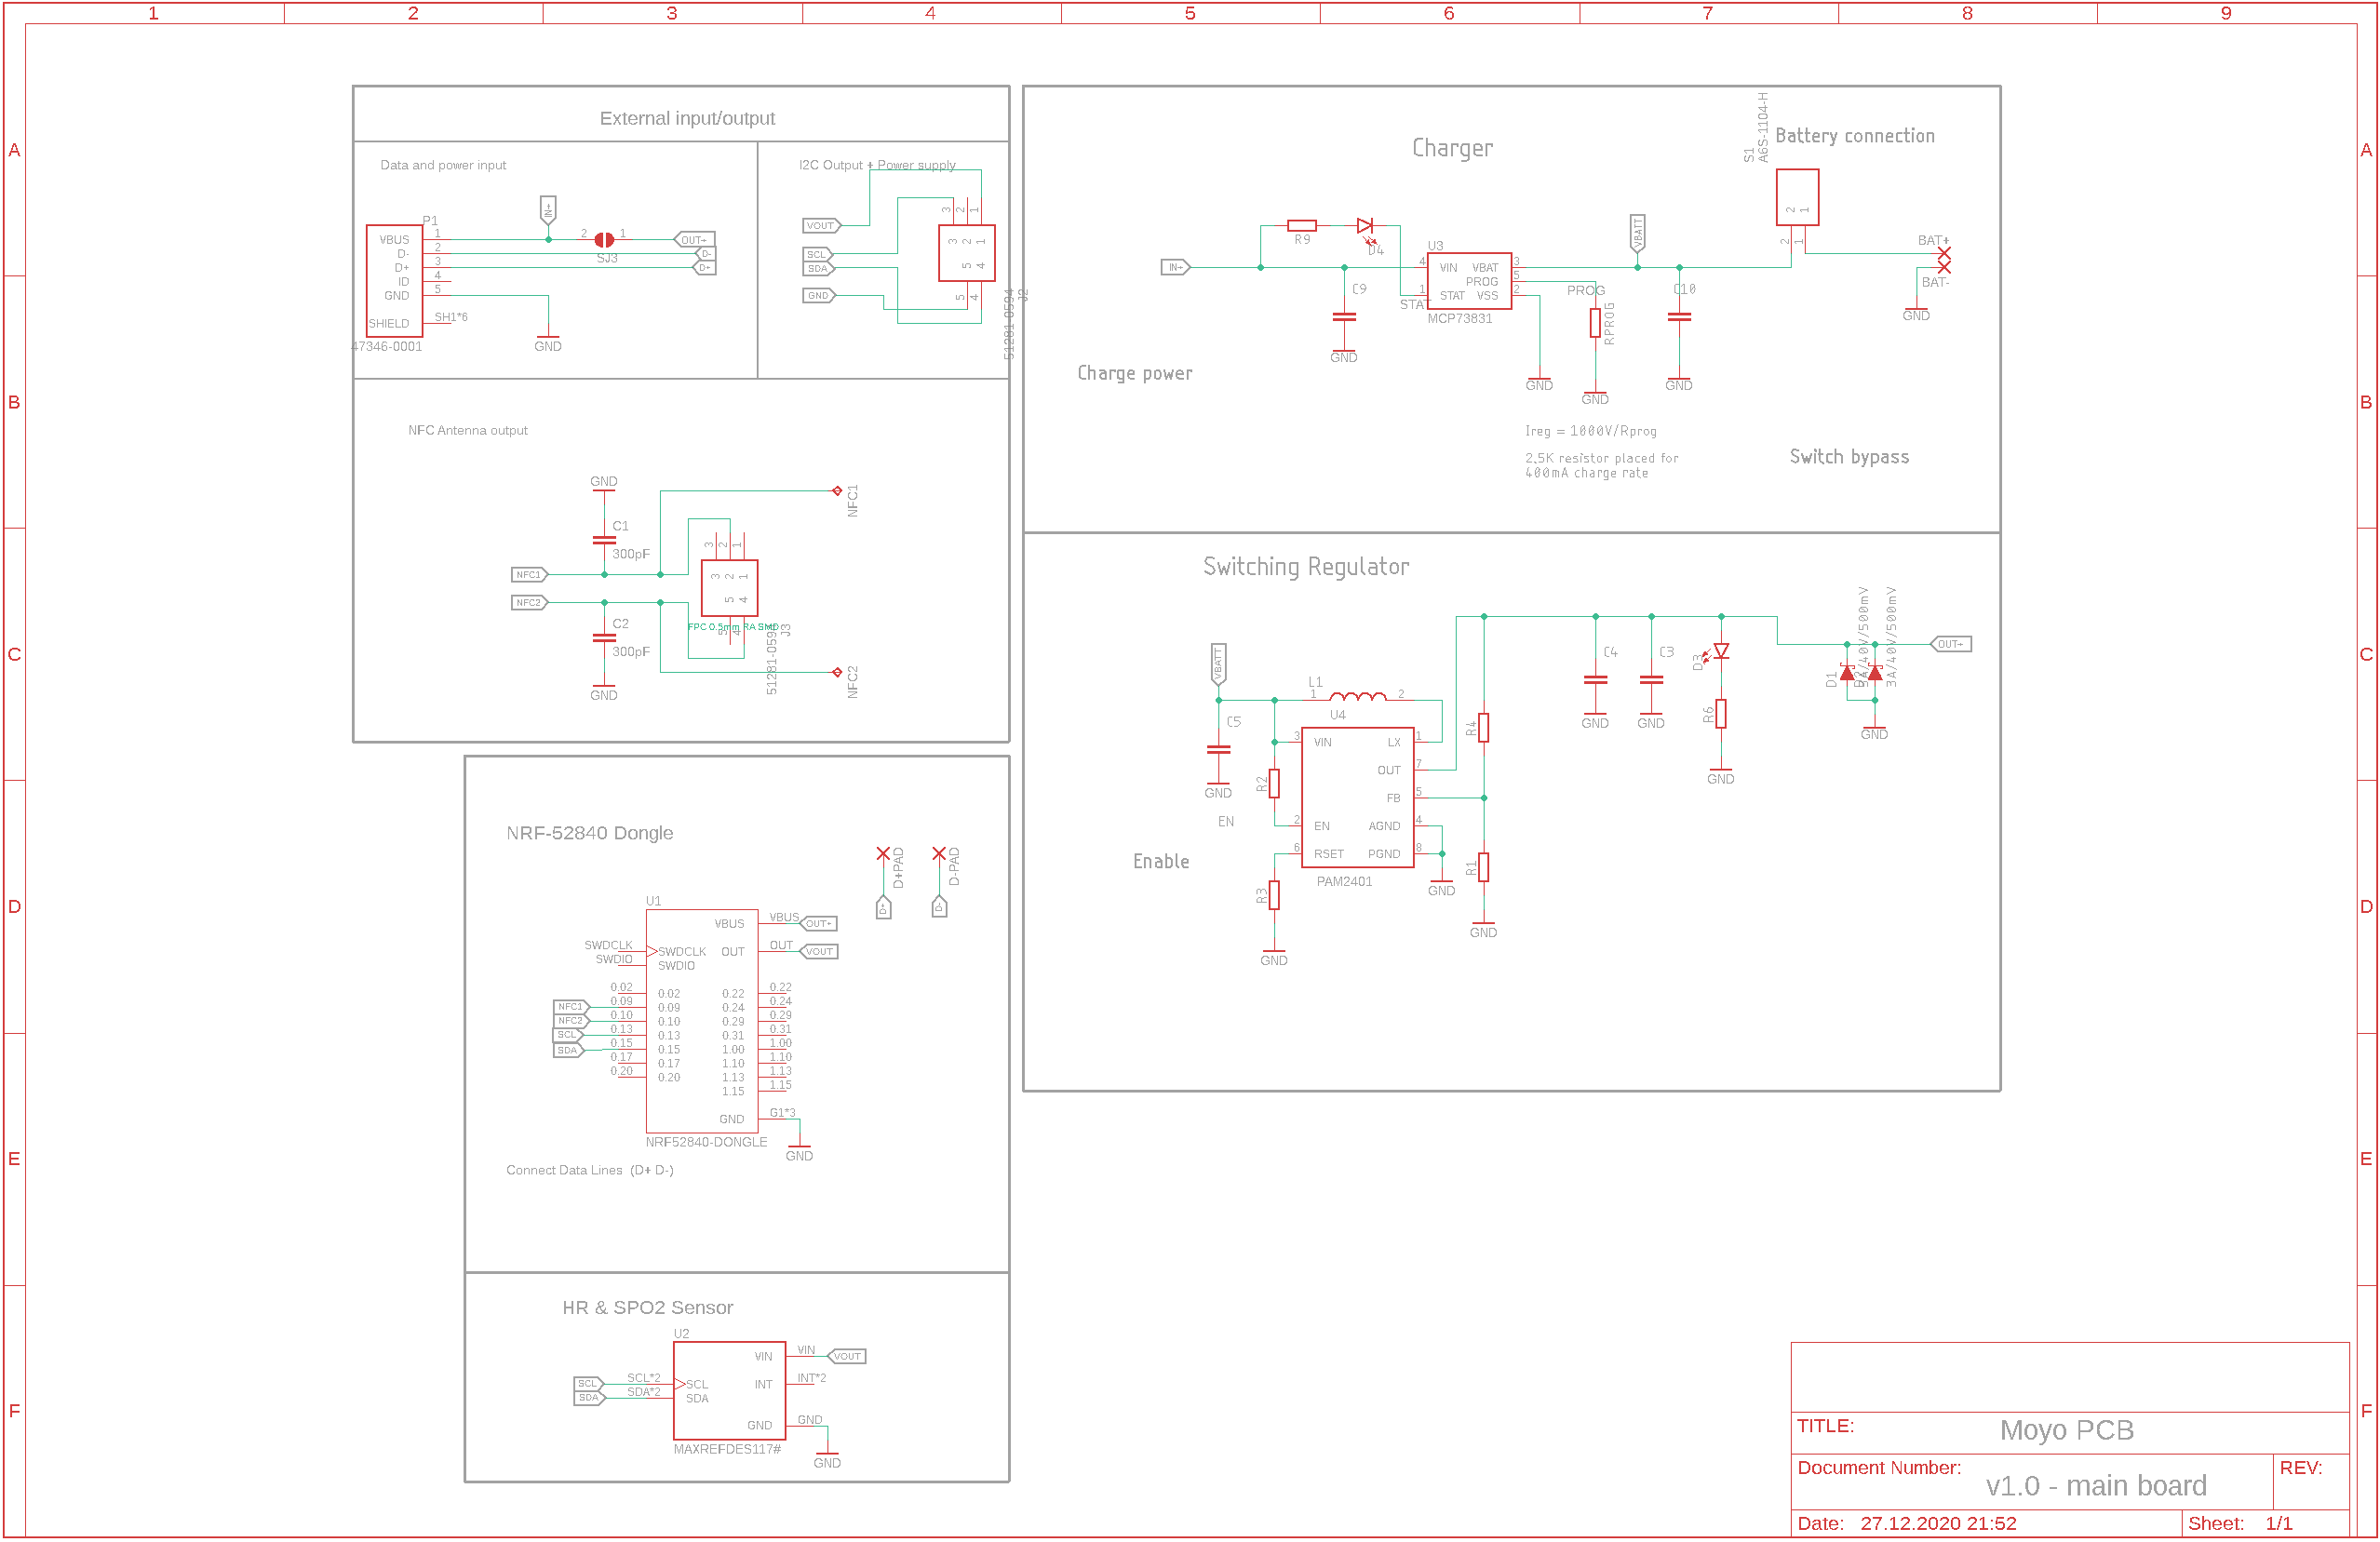 1 2 3 4 5 6 7 8 9
A
B
C
D
E
F
A
B
C
D
E
F
External input/output
Data and power input
P1
VBUS
D-
D+
ID
GND
SHIELD
1
2
3
4
5
SH1*6
47346-0001
IN+
2
1
SJ3
OUT+
D-
D+
GND
I2C Output + Power supply
VOUT
SCL
SDA
GND
3 2 1
3 2 1
5 4
5 4
51281-0594
J2
NFC Antenna output
GND
C1
300pF
NFC1
NFC2
C2
300pF
GND
3 2 1
3 2 1
5 4
5 4
FPC 0.5mm RA SMD
51281-0594
J3
NFC1
NFC2
NRF-52840 Dongle
D+PAD
D-PAD
D+
D-
U1
VBUS
VBUS
OUT+
SWDCLK
SWDCLK
OUT
OUT
VOUT
SWDIO
SWDIO
0.02 0.02 0.22 0.22
NFC1 0.09 0.09 0.24 0.24
NFC2 0.10 0.10 0.29 0.29
SCL 0.13 0.13 0.31 0.31
SDA 0.15 0.15 1.00 1.00
0.17 0.17 1.10 1.10
0.20 0.20 1.13 1.13
1.15 1.15
GND
G1*3
NRF52840-DONGLE
GND
Connect Data Lines (D+ D-)
HR & SPO2 Sensor
U2
VIN
VIN
VOUT
SCL
SCL*2
SCL
INT
INT*2
SDA
SDA*2
SDA
GND
GND
MAXREFDES117#
GND
Charger
IN+
R9
D4
C9
GND
U3
4
VIN
VBAT
3
PROG
5
1
STAT
STAT
VSS
2
MCP73831
GND
PROG
RPROG
GND
VBATT
C10
GND
S1
A6S-1104-H
2 1
2 1
Battery connection
BAT+
BAT-
GND
Charge power
Ireg = 1000V/Rprog
2,5K resistor placed for
400mA charge rate
Switch bypass
Switching Regulator
VBATT
C5
GND
L1
1
2
U4
3
VIN
LX
1
OUT
7
FB
5
2
EN
AGND
4
6
RSET
PGND
8
PAM2401
R2
EN
Enable
R3
GND
GND
R4
R1
GND
C4
GND
C3
GND
D3
R6
GND
D1
D2
3A/40V/500mV
3A/40V/500mV
OUT+
GND
TITLE:
Moyo PCB
Document Number:
v1.0 - main board
REV:
Date: 27.12.2020 21:52
Sheet: 1/1